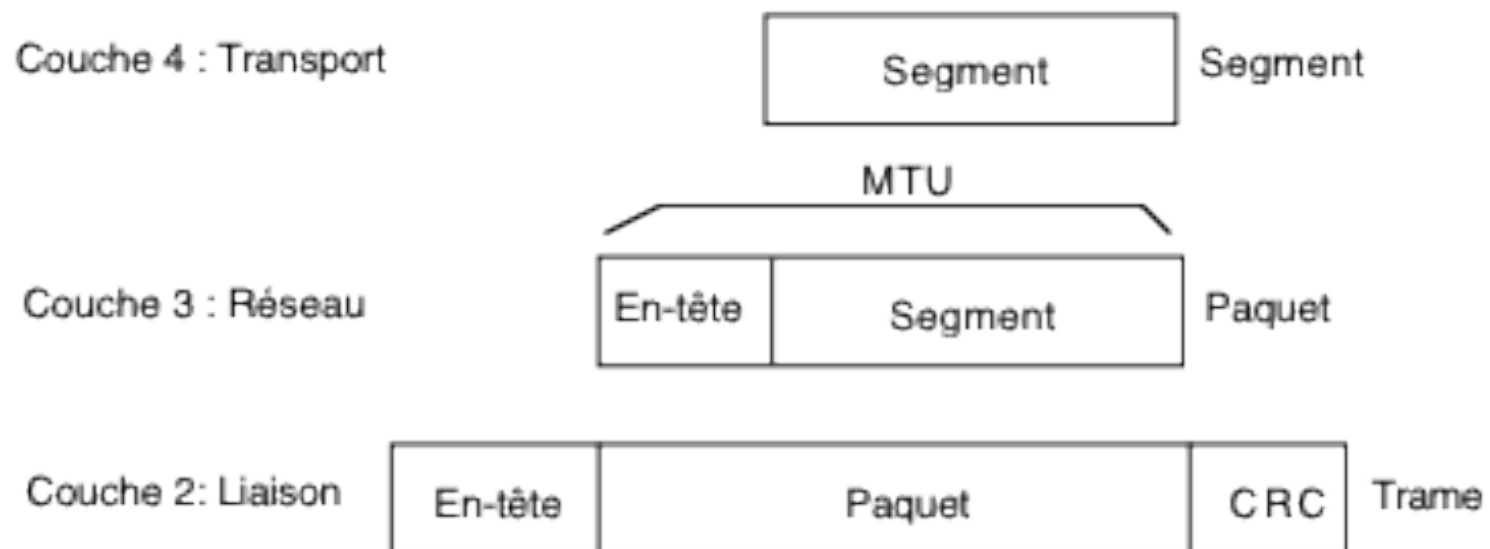 Couche 4 : Transport Segment Segment
MTU
Couche 3 : Réseau En-tête Segment Paquet
Couche 2: Liaison En-tête Paquet CRC Trame